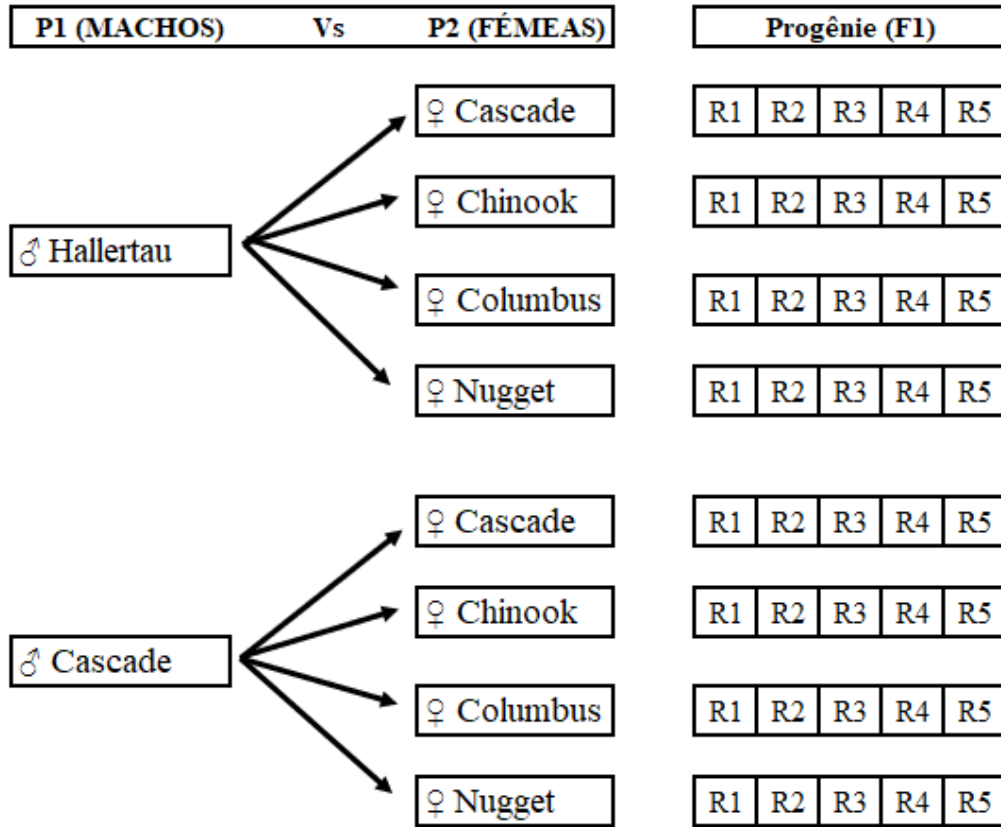 P1 (MACHOS) Vs P2 (FÉMEAS) Progênie (F1)
♀ Cascade R1 R2 R3 R4 R5
♀ Chinook R1 R2 R3 R4 R5
♂ Hallertau
♀ Columbus R1 R2 R3 R4 R5
♀ Nugget R1 R2 R3 R4 R5
♀ Cascade R1 R2 R3 R4 R5
♀ Chinook R1 R2 R3 R4 R5
♂ Cascade
♀ Columbus R1 R2 R3 R4 R5
♀ Nugget R1 R2 R3 R4 R5